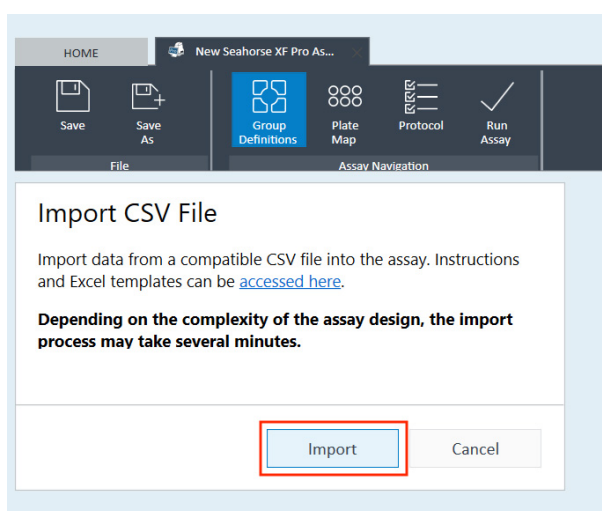 HOME
New Seahorse XF Pro As...
Save
Save As
Group Definitions
Plate Map
Protocol
Run Assay
File
Assay Navigation
Import CSV File
Import data from a compatible CSV file into the assay. Instructions
and Excel templates can be accessed here.
Depending on the complexity of the assay design, the import
process may take several minutes.
Import
Cancel